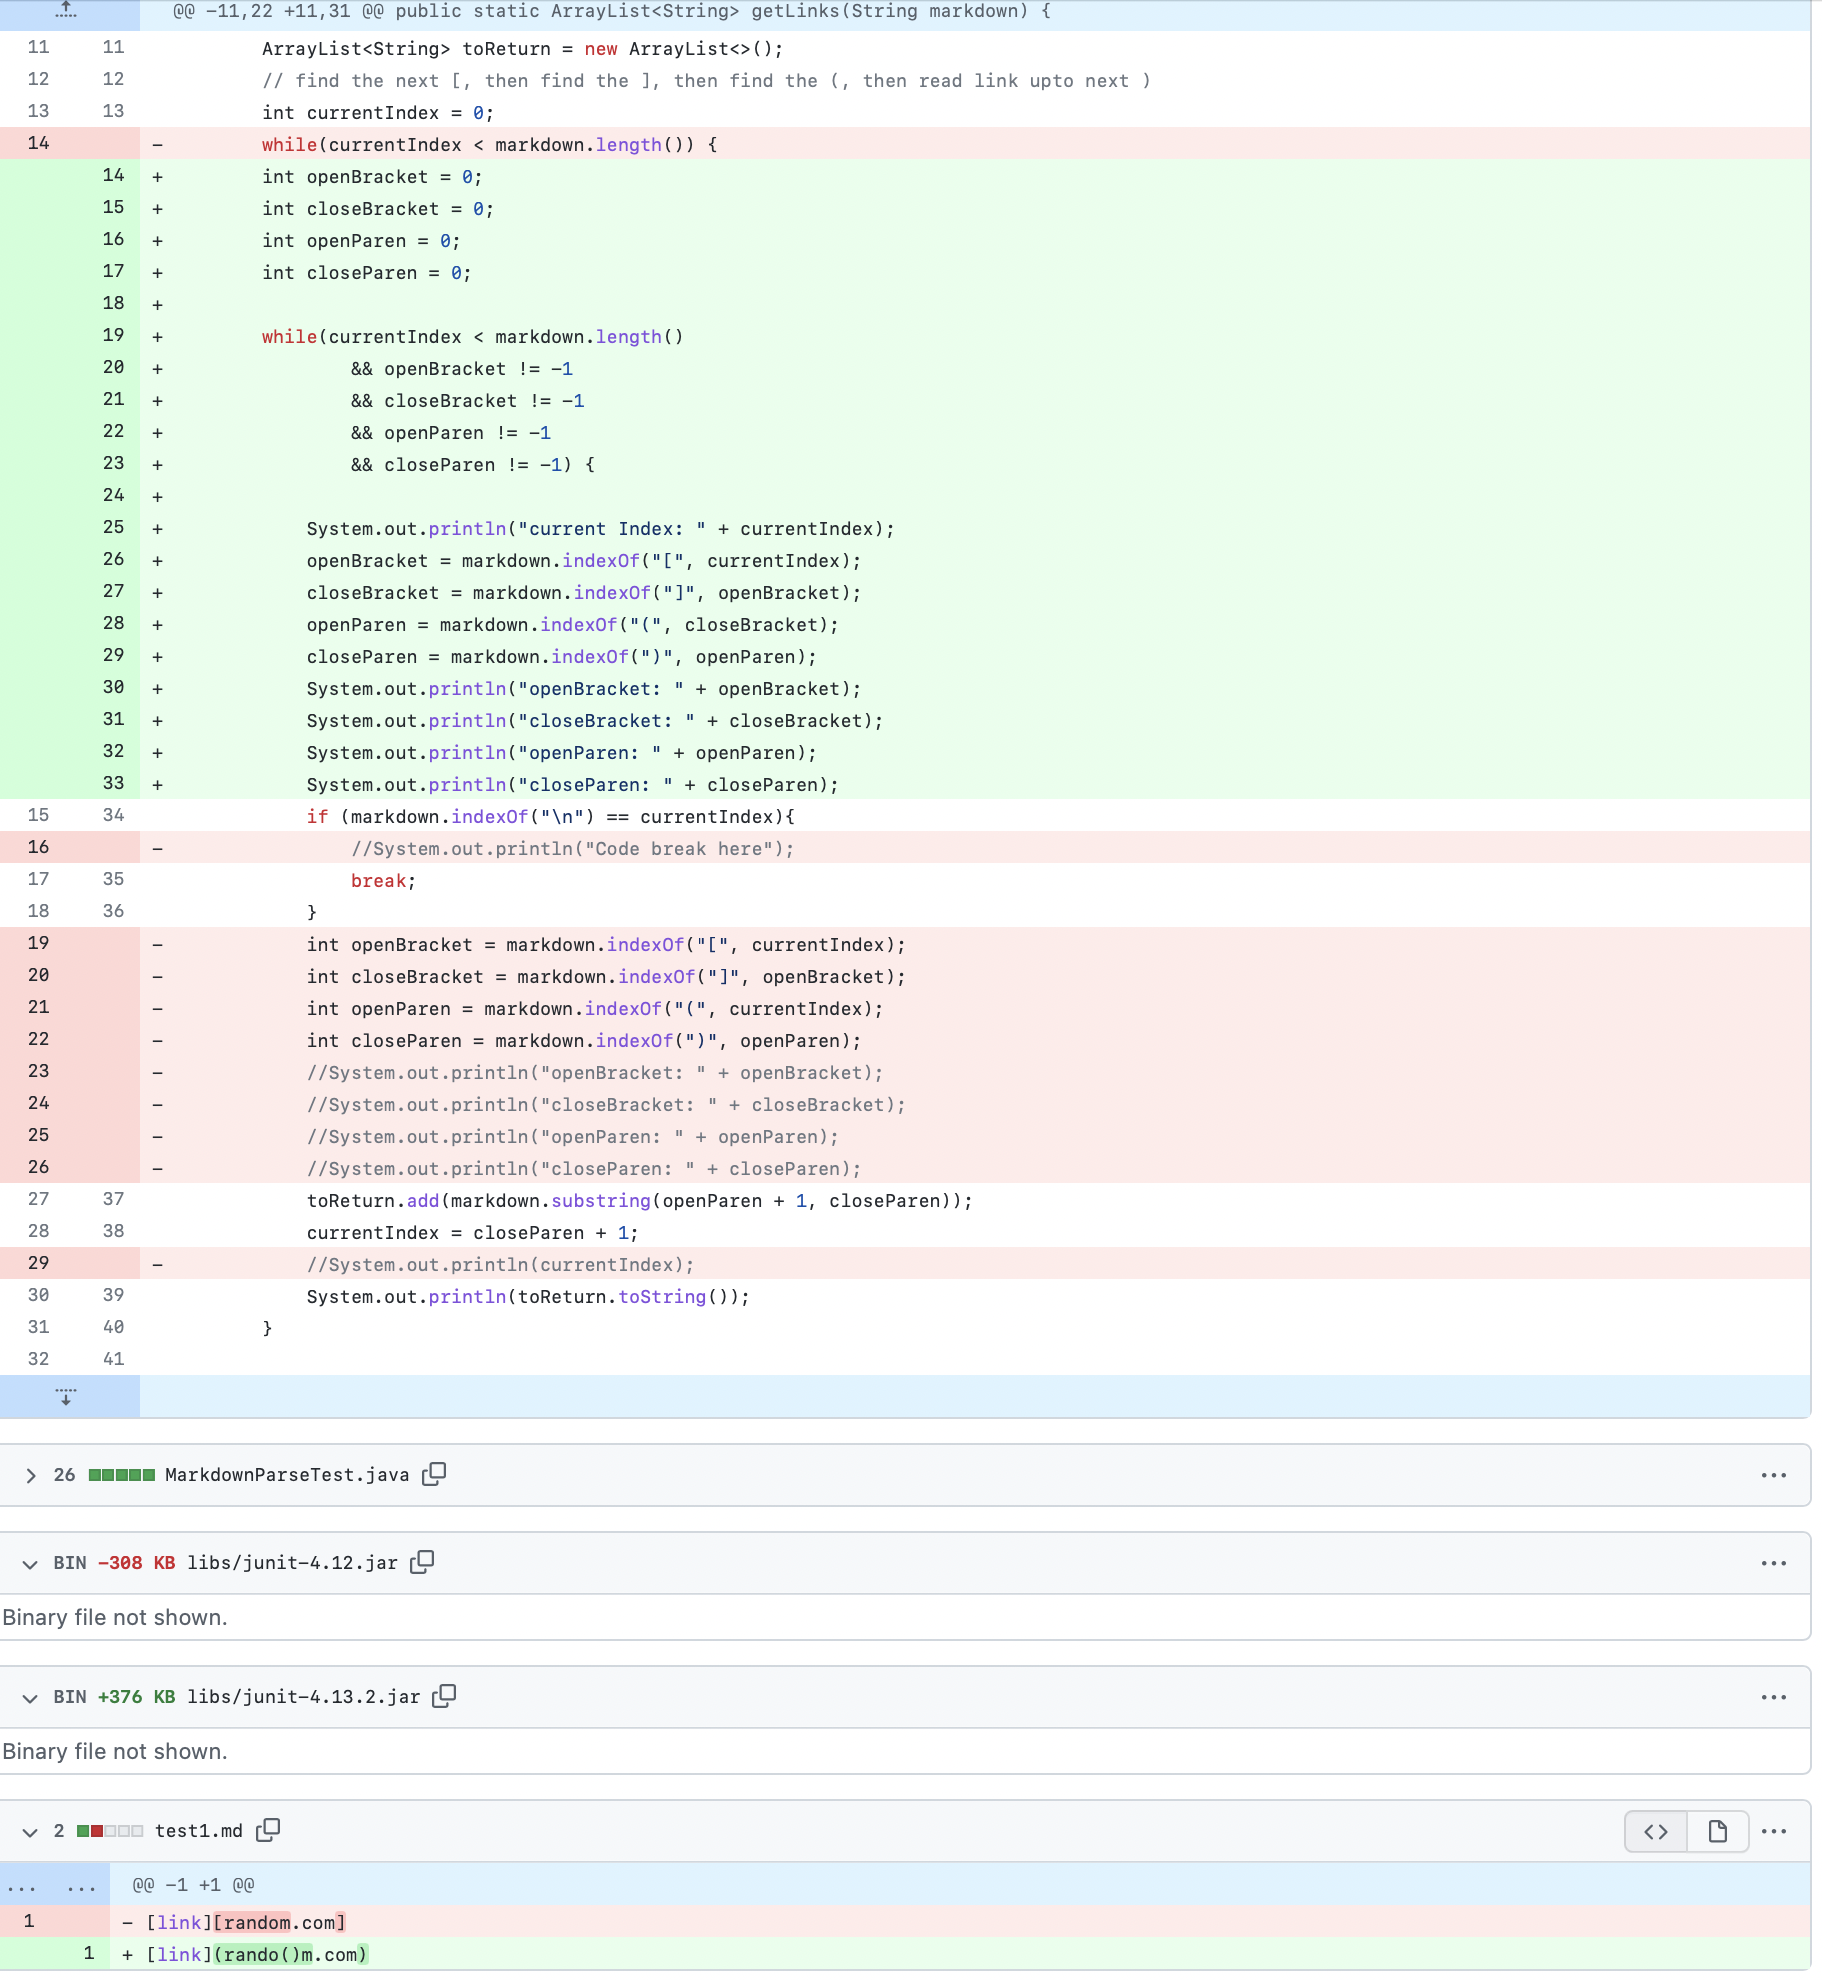 @@ -11,22 +11,31 @@ public static ArrayList<String> getLinks(String markdown) {
11 11 ArrayList<String> toReturn = new ArrayList<>();
12 12 // find the next [, then find the ], then find the (, then read link upto next )
13 13 int currentIndex = 0;
14 - while(currentIndex < markdown.length()) {
14 + int openBracket = 0;
15 + int closeBracket = 0;
16 + int openParen = 0;
17 + int closeParen = 0;
18 +
19 + while(currentIndex < markdown.length()
20 + && openBracket != -1
21 + && closeBracket != -1
22 + && openParen != -1
23 + && closeParen != -1) {
24 +
25 + System.out.println("current Index: " + currentIndex);
26 + openBracket = markdown.indexOf("[", currentIndex);
27 + closeBracket = markdown.indexOf("]", openBracket);
28 + openParen = markdown.indexOf("(", closeBracket);
29 + closeParen = markdown.indexOf(")", openParen);
30 + System.out.println("openBracket: " + openBracket);
31 + System.out.println("closeBracket: " + closeBracket);
32 + System.out.println("openParen: " + openParen);
33 + System.out.println("closeParen: " + closeParen);
15 34 if (markdown.indexOf("\n") == currentIndex){
16 - //System.out.println("Code break here");
17 35 break;
18 36 }
19 - int openBracket = markdown.indexOf("[", currentIndex);
20 - int closeBracket = markdown.indexOf("]", openBracket);
21 - int openParen = markdown.indexOf("(", currentIndex);
22 - int closeParen = markdown.indexOf(")", openParen);
23 - //System.out.println("openBracket: " + openBracket);
24 - //System.out.println("closeBracket: " + closeBracket);
25 - //System.out.println("openParen: " + openParen);
26 - //System.out.println("closeParen: " + closeParen);
27 37 toReturn.add(markdown.substring(openParen + 1, closeParen));
28 38 currentIndex = closeParen + 1;
29 - //System.out.println(currentIndex);
30 39 System.out.println(toReturn.toString());
31 40 }
32 41
26 MarkdownParseTest.java
BIN -308 KB libs/junit-4.12.jar
Binary file not shown.
BIN +376 KB libs/junit-4.13.2.jar
Binary file not shown.
2 test1.md
... ... @@ -1 +1 @@
1 - [link][random.com]
1 + [link](rando()m.com)